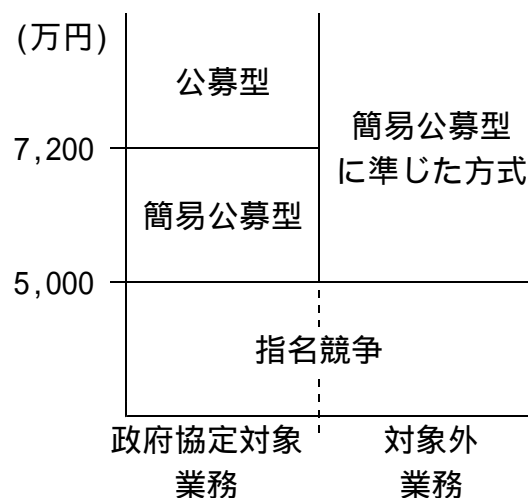 (万円)
公募型
簡易公募型
に準じた方式
7,200
簡易公募型
5,000
指名競争
政府協定対象
業務
対象外
業務